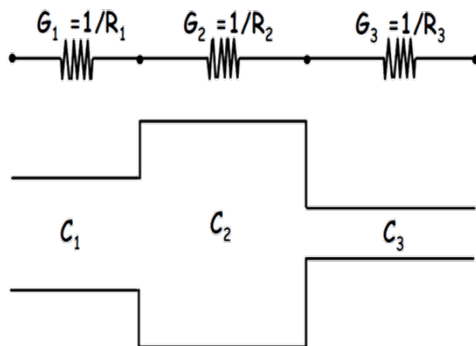 G₁ =1/R₁ G₂ =1/R₂ G₃ =1/R₃
C₁ C₂ C₃